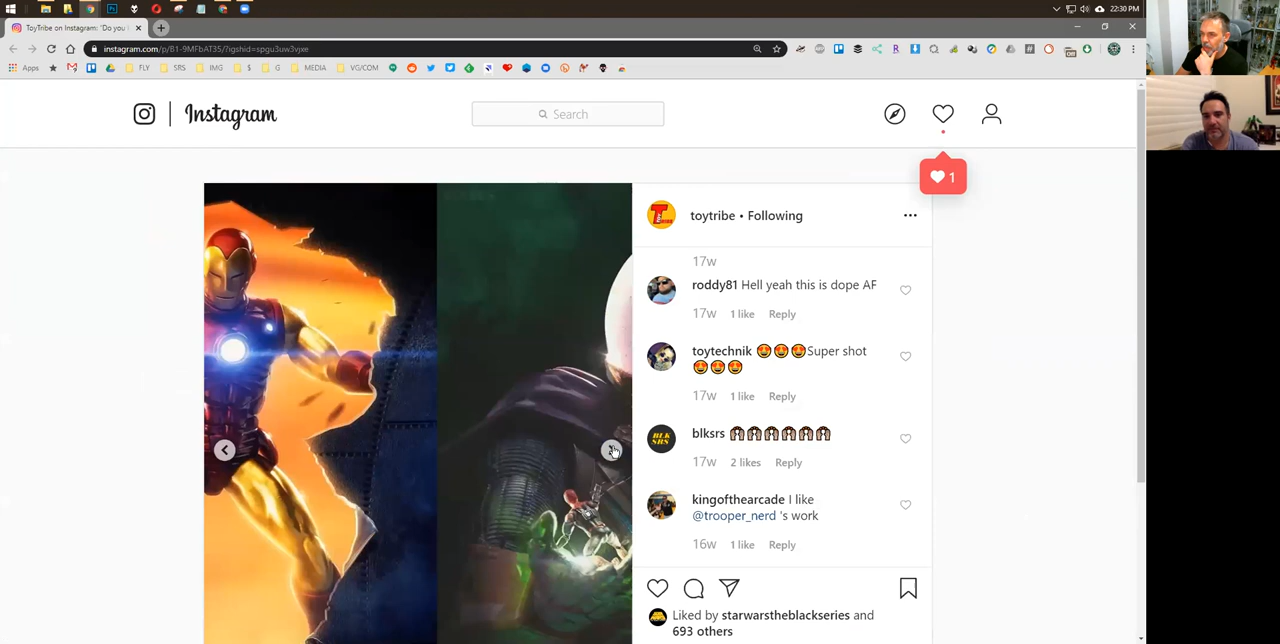 22:30 PM
ToyTribe on Instagram: "Do you l
instagram.com/p/B1-9MFbAT35/?igshid=spgu3uw3vjxe
Apps
FLY
SRS
IMG
$
G
MEDIA
VG/COM
Instagram
Search
1
toytribe • Following
17w
roddy81 Hell yeah this is dope AF
17w 1 like Reply
toytechnik 😍😍😍Super shot
😍😍😍
17w 1 like Reply
BLK
SRS
blksrs
17w 2 likes Reply
kingofthearcade I like
@trooper_nerd 's work
16w 1 like Reply
Liked by starwarstheblackseries and
693 others